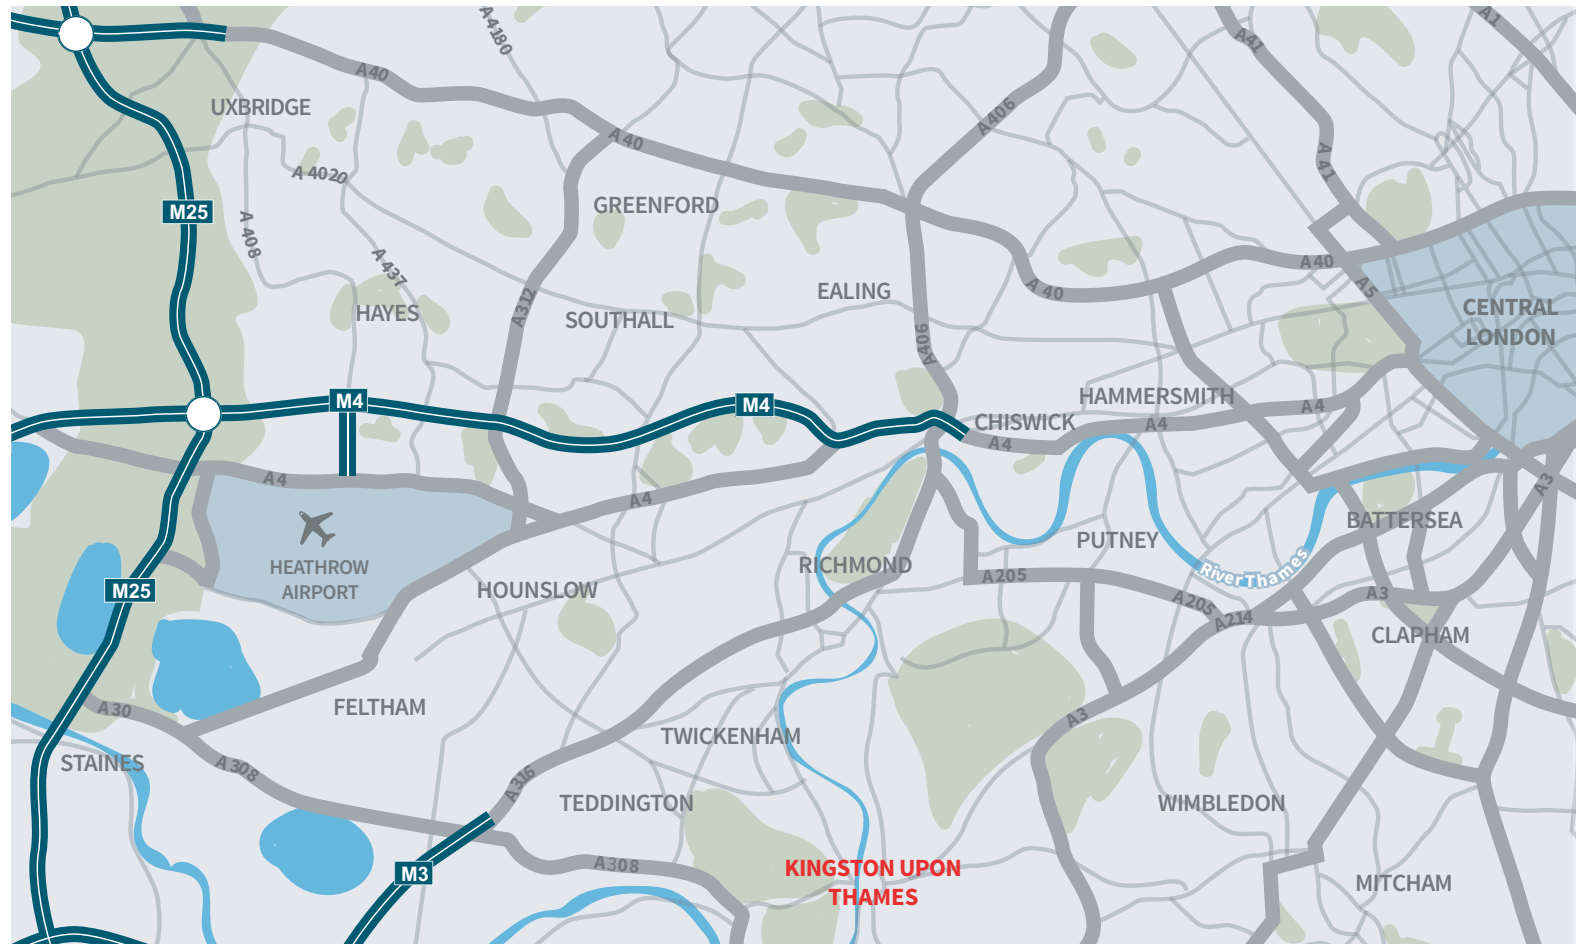 A4180
A41
A1
A40
UXBRIDGE
A406
A 40
A 41
A 4020
M25
GREENFORD
A 408
A 437
A40
A5
EALING
A 40
HAYES
A312
SOUTHALL
CENTRAL
LONDON
A406
M4
M4
HAMMERSMITH
A4
CHISWICK
A4
A4
A4
A4
A3
BATTERSEA
HEATHROW
AIRPORT
RICHMOND
PUTNEY
River Thames
M25
HOUNSLOW
A205
A205
A214
A3
CLAPHAM
A30
FELTHAM
A3
TWICKENHAM
STAINES
A 308
A316
TEDDINGTON
WIMBLEDON
M3
A308
KINGSTON UPON
THAMES
MITCHAM